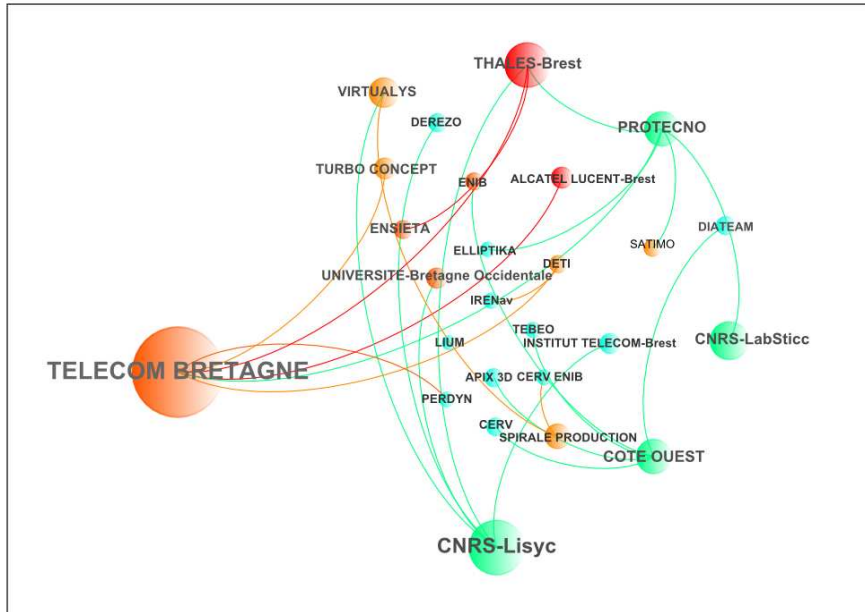 THALES-Brest
VIRTUALYS
DEREZO
PROTECNO
TURBO CONCEPT
ENIB
ALCATEL LUCENT-Brest
ENSIETA
DIATEAM
ELLIPTIKA
SATIMO
DETI
UNIVERSITE-Bretagne Occidentale
IRENav
TEBEO
LIUM
INSTITUT TELECOM-Brest
CNRS-LabSticc
TELECOM BRETAGNE
APIX 3D
CERV ENIB
PERDYN
CERV
SPIRALE PRODUCTION
COTE OUEST
CNRS-Lisyc